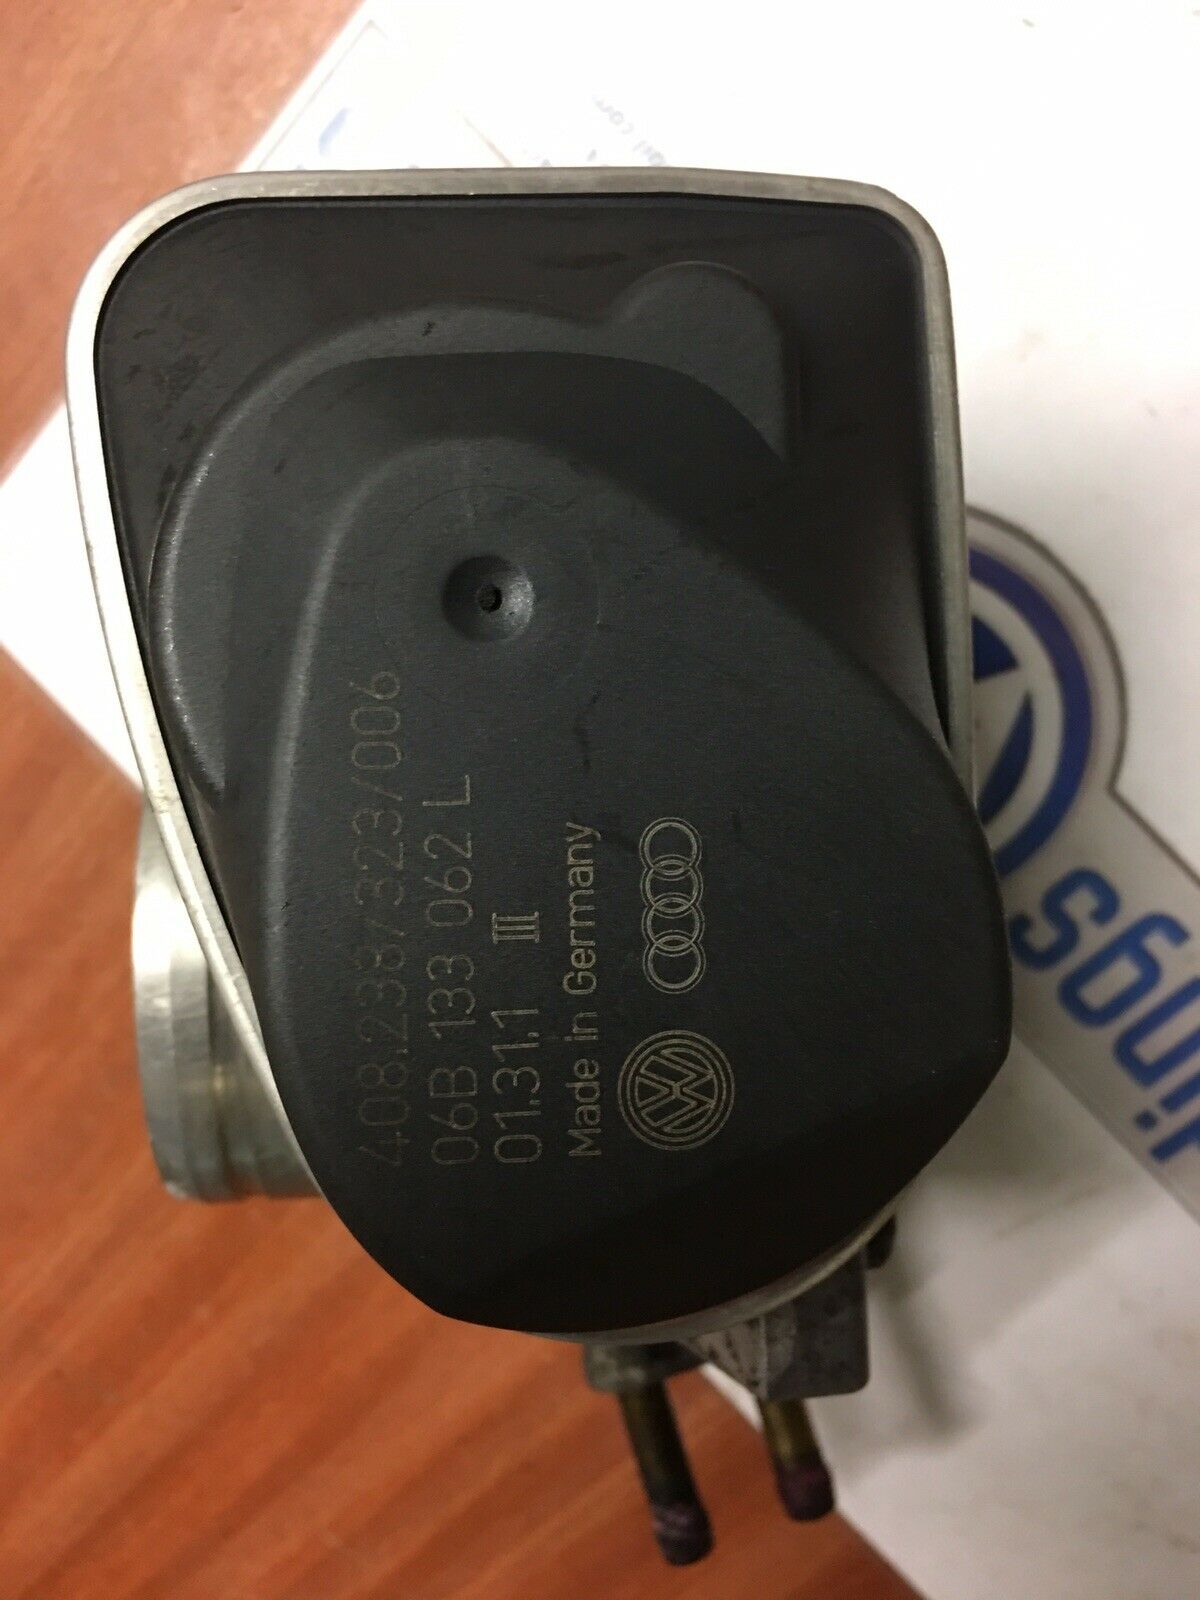 408.238/323/006
06B 133 062 L
01.31.1 III
Made in Germany